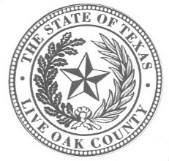 THE STATE OF TEXAS
LIVE OAK COUNTY